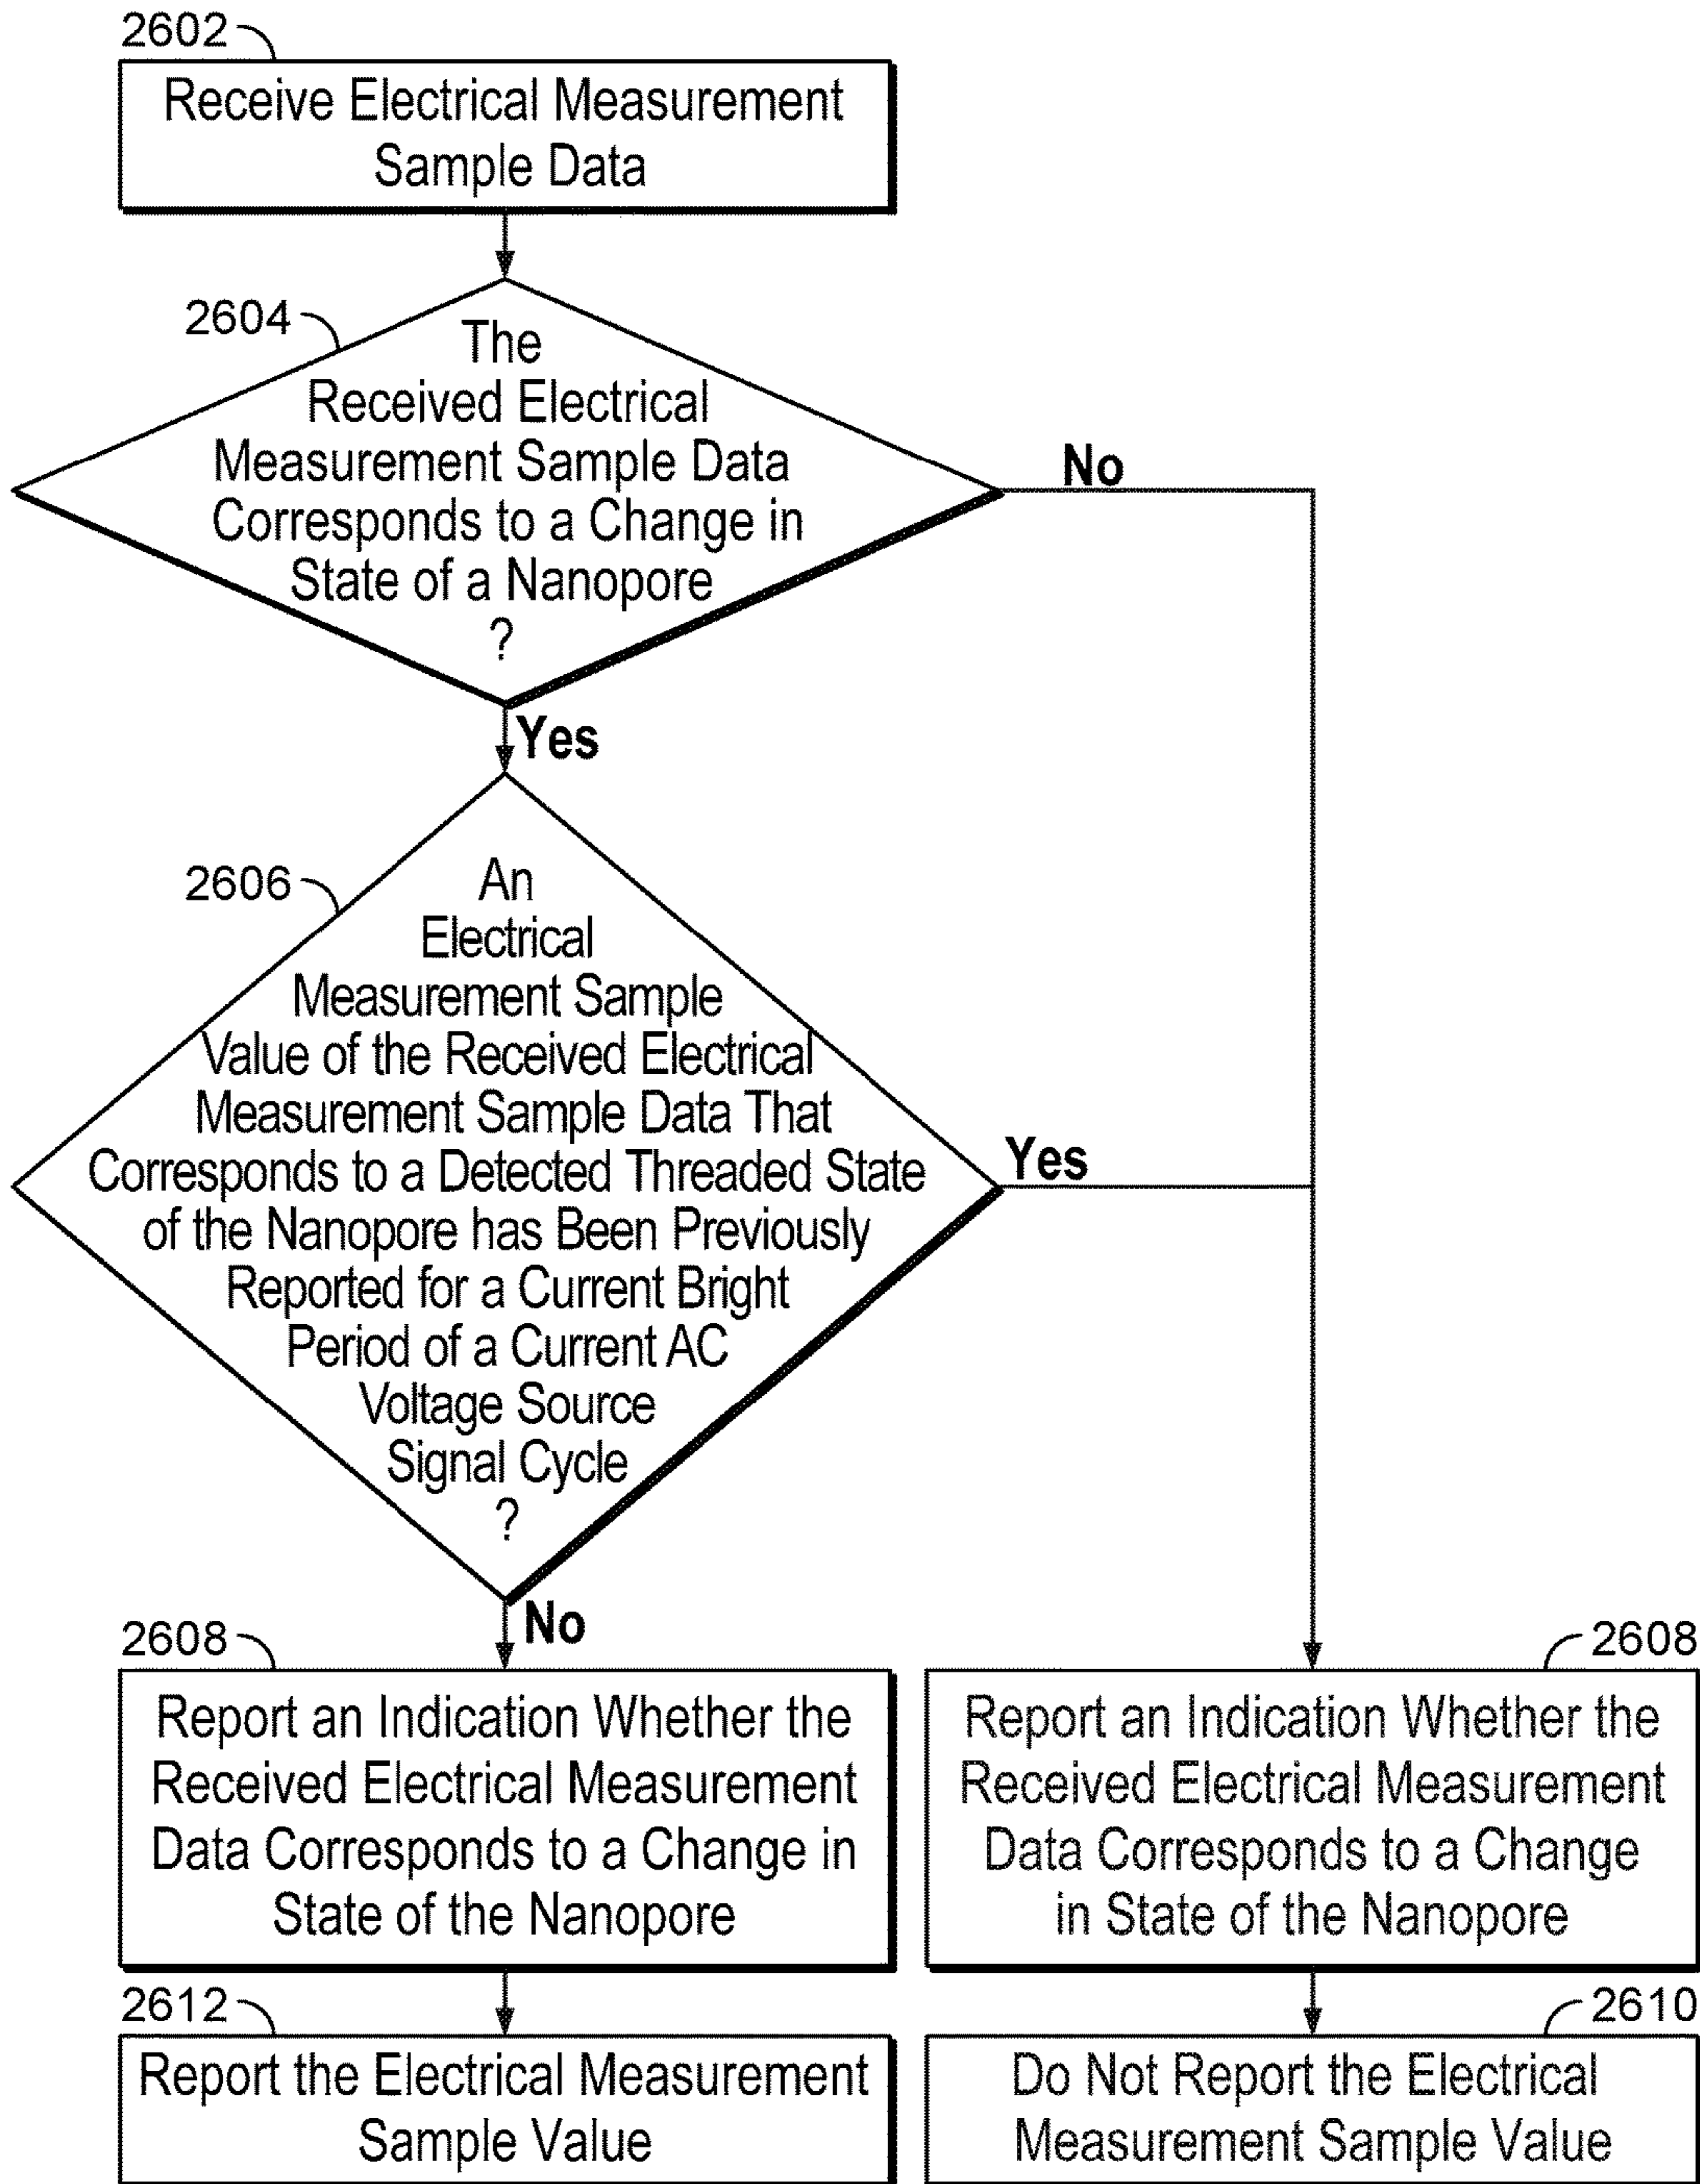 2602
Receive Electrical Measurement
Sample Data
2604
The
Received Electrical
Measurement Sample Data
Corresponds to a Change in
State of a Nanopore
?
No
Yes
2606
An
Electrical
Measurement Sample
Value of the Received Electrical
Measurement Sample Data That
Corresponds to a Detected Threaded State
of the Nanopore has Been Previously
Reported for a Current Bright
Period of a Current AC
Voltage Source
Signal Cycle
?
Yes
No
2608
Report an Indication Whether the
Received Electrical Measurement
Data Corresponds to a Change in
State of the Nanopore
2608
Report an Indication Whether the
Received Electrical Measurement
Data Corresponds to a Change
in State of the Nanopore
2612
Report the Electrical Measurement
Sample Value
2610
Do Not Report the Electrical
Measurement Sample Value